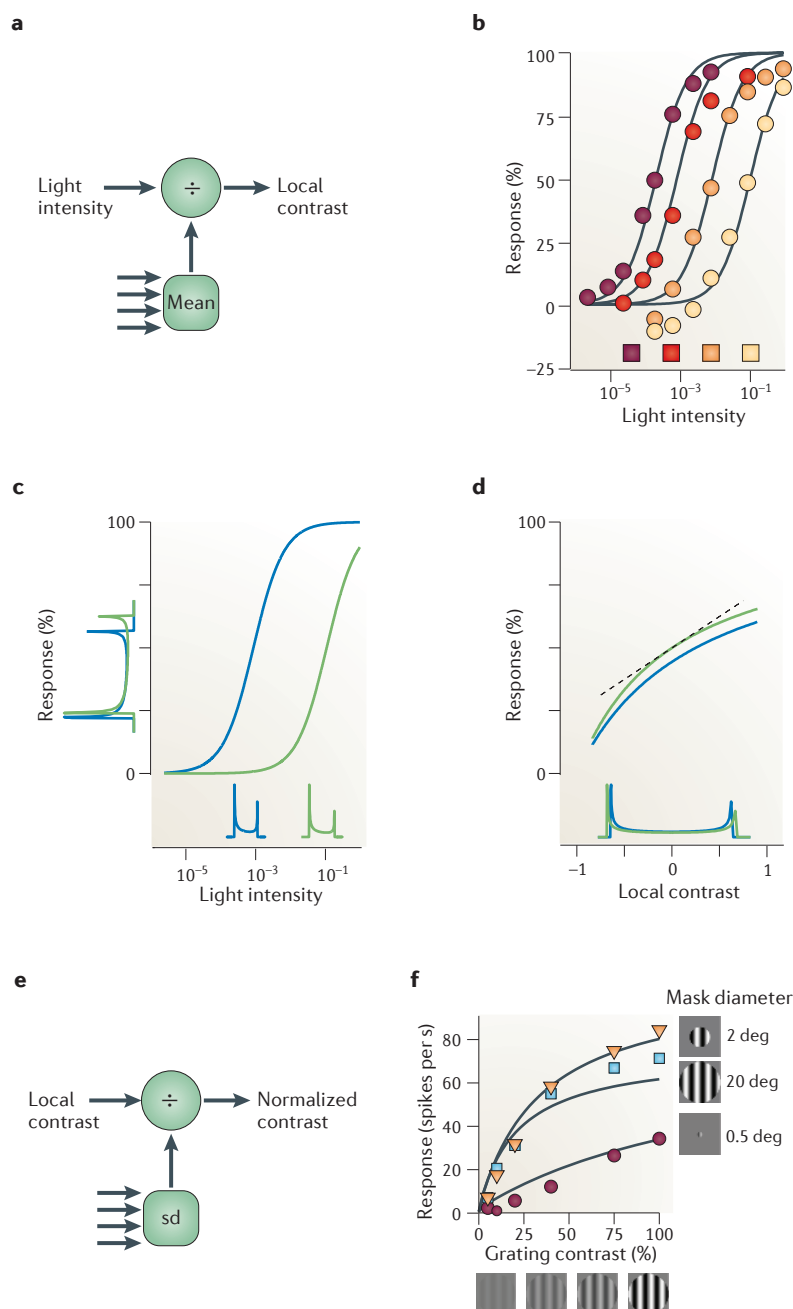 a
Light
intensity
÷
Local
contrast
Mean
b
Response (%)
100
75
50
25
0
−25
10⁻⁵
10⁻³
10⁻¹
Light intensity
c
Response (%)
100
0
10⁻⁵
10⁻³
10⁻¹
Light intensity
d
Response (%)
100
0
−1
0
1
Local contrast
e
Local
contrast
÷
Normalized
contrast
sd
f
Mask diameter
Response (spikes per s)
80
60
40
20
0
2 deg
20 deg
0.5 deg
0
25
50
75
100
Grating contrast (%)